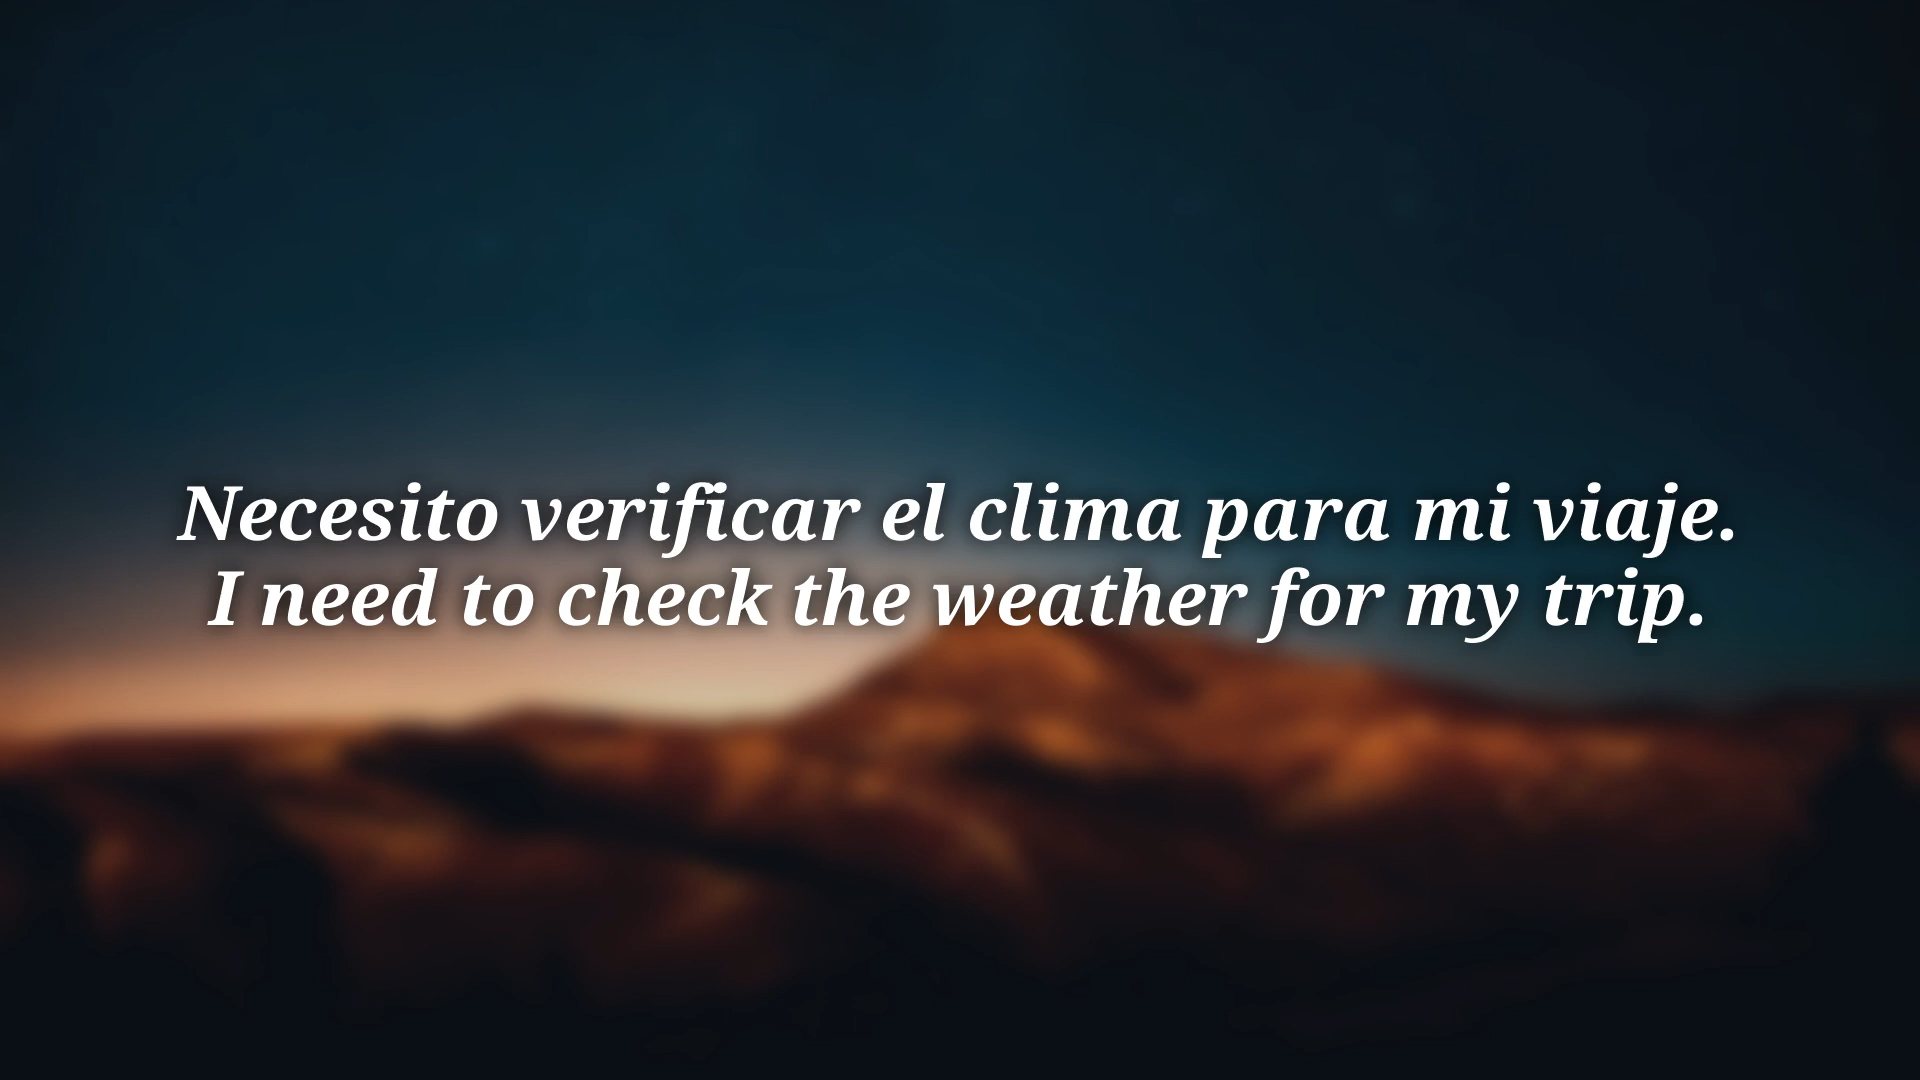 Necesito verificar el clima para mi viaje.
I need to check the weather for my trip.